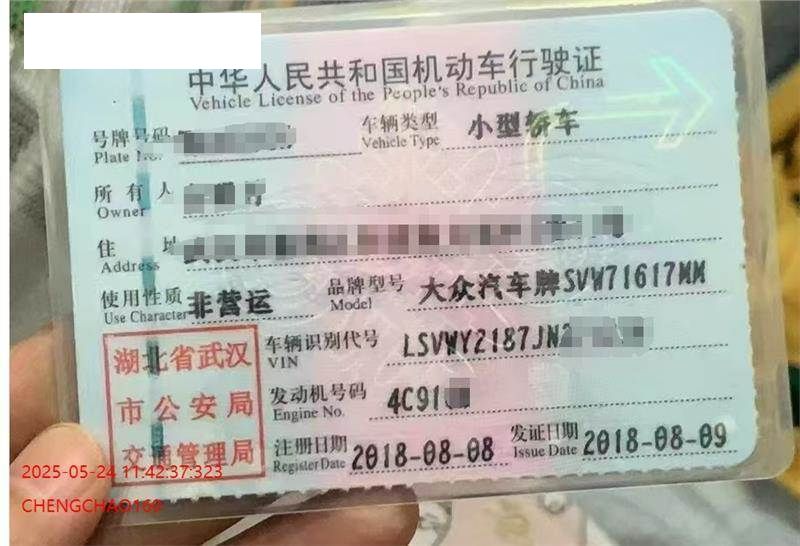 中华人民共和国机动车行驶证
Vehicle License of the People's Republic of China
号牌号码
Plate No.
车辆类型 小型轿车
Vehicle Type
所有人
Owner
住
Address
使用性质 非营运
Use Character
品牌型号 大众汽车牌SVW71617MM
Model
湖北省武汉
市公安局
交通管理局
车辆识别代号 LSVWY2187JN
VIN
发动机号码 4C91
Engine No.
注册日期 2018-08-08
Register Date
发证日期 2018-08-09
Issue Date
2025-05-24 11:42:37:323
CHENGCHAO160